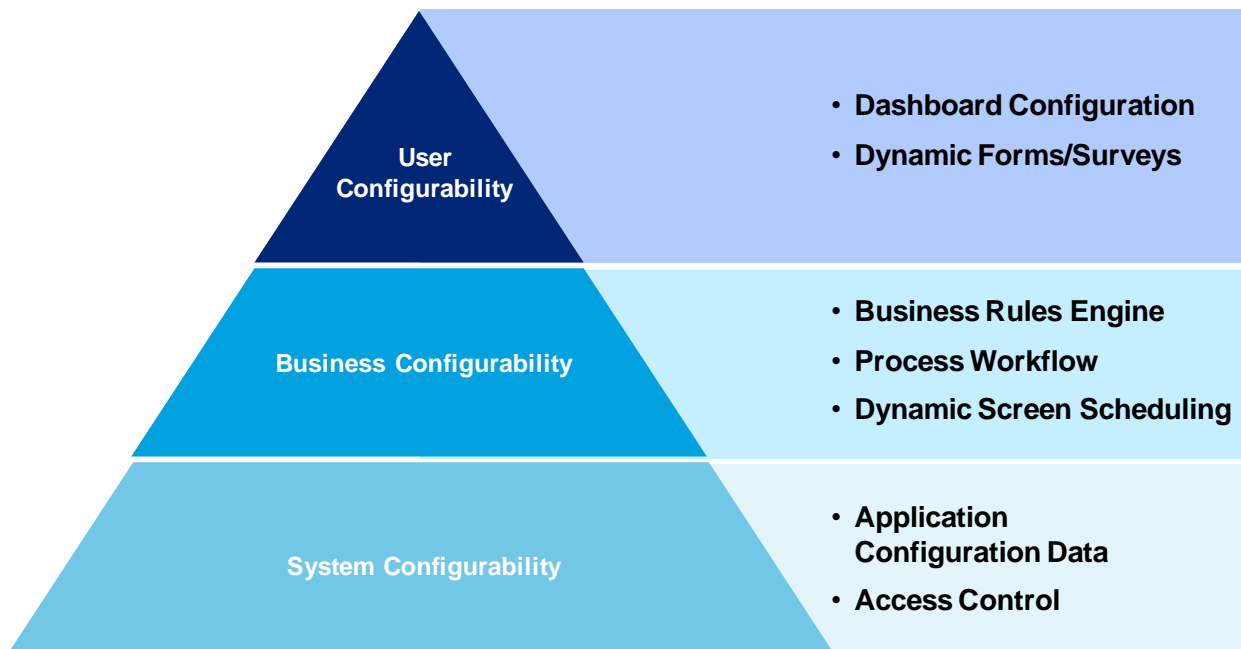 User
Configurability
• Dashboard Configuration
• Dynamic Forms/Surveys
Business Configurability
• Business Rules Engine
• Process Workflow
• Dynamic Screen Scheduling
System Configurability
• Application
Configuration Data
• Access Control